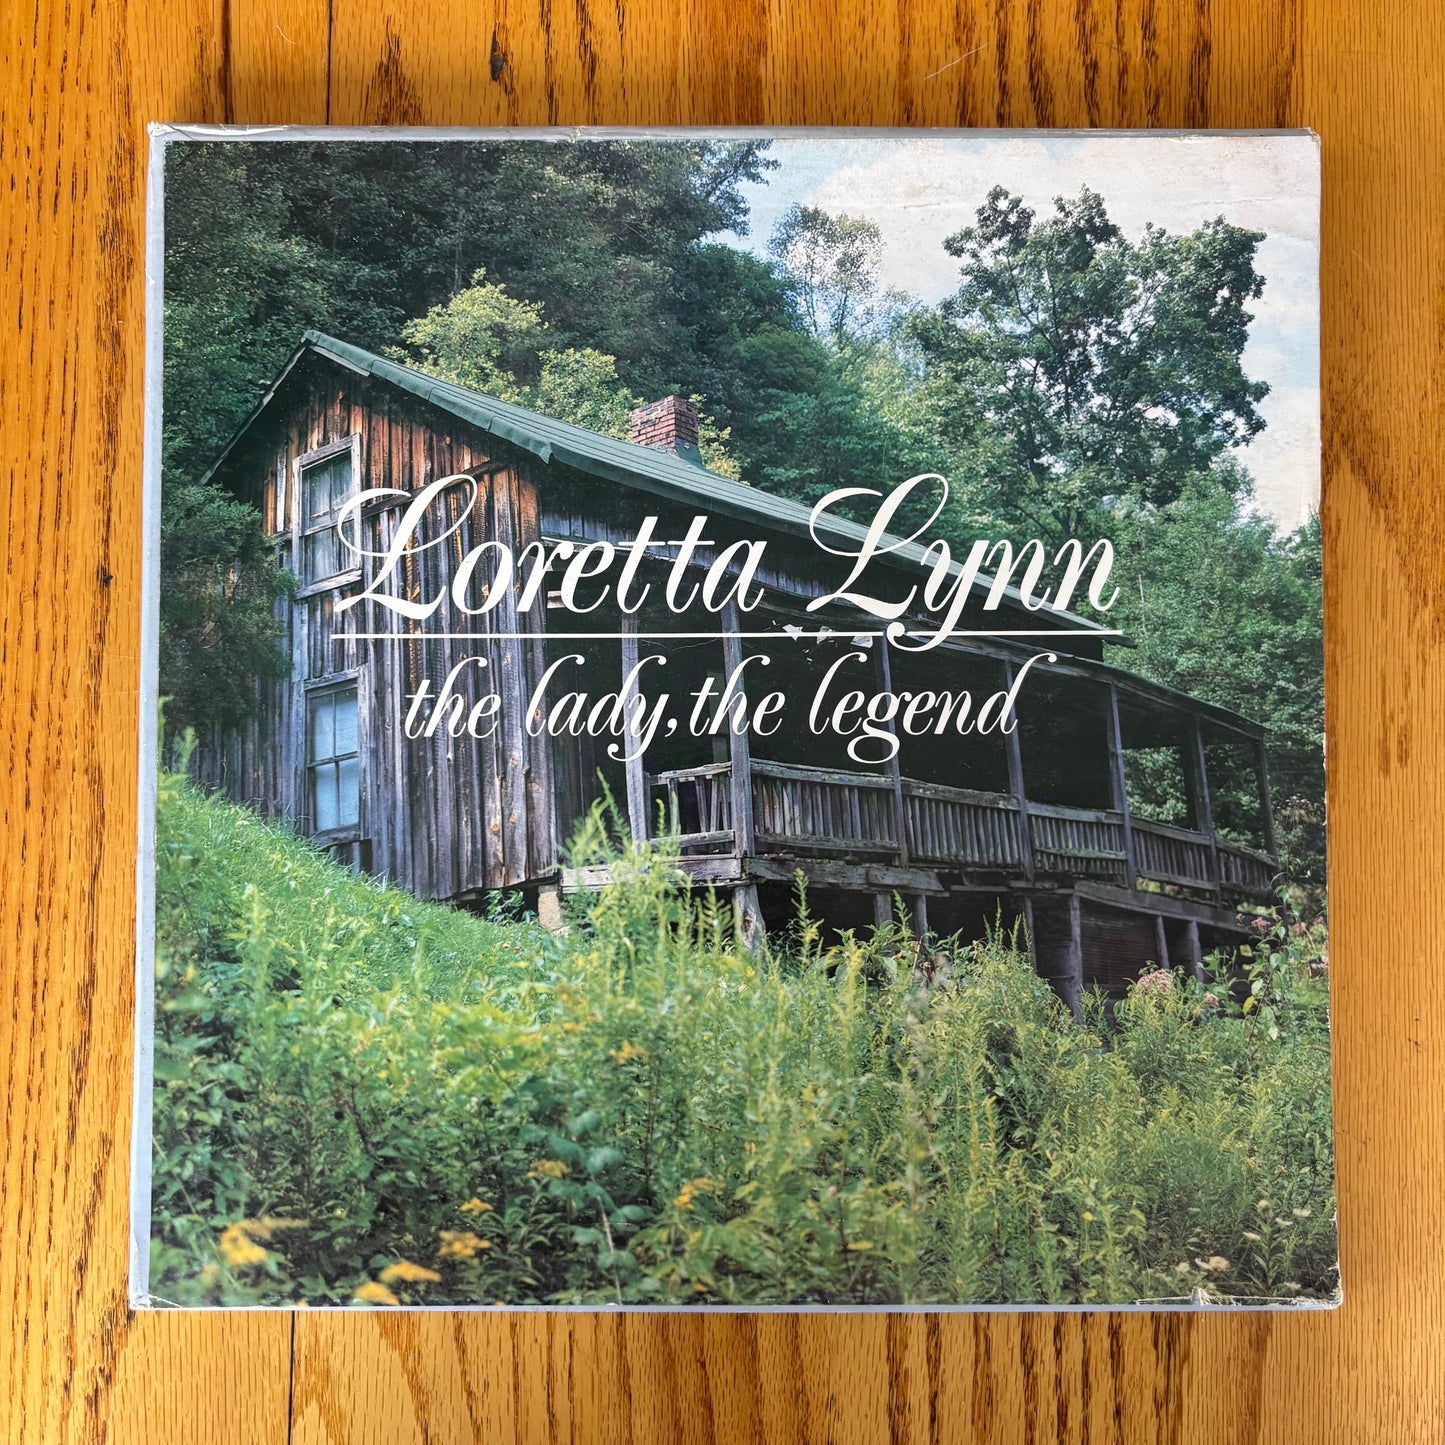 Loretta Lynn
the lady, the legend